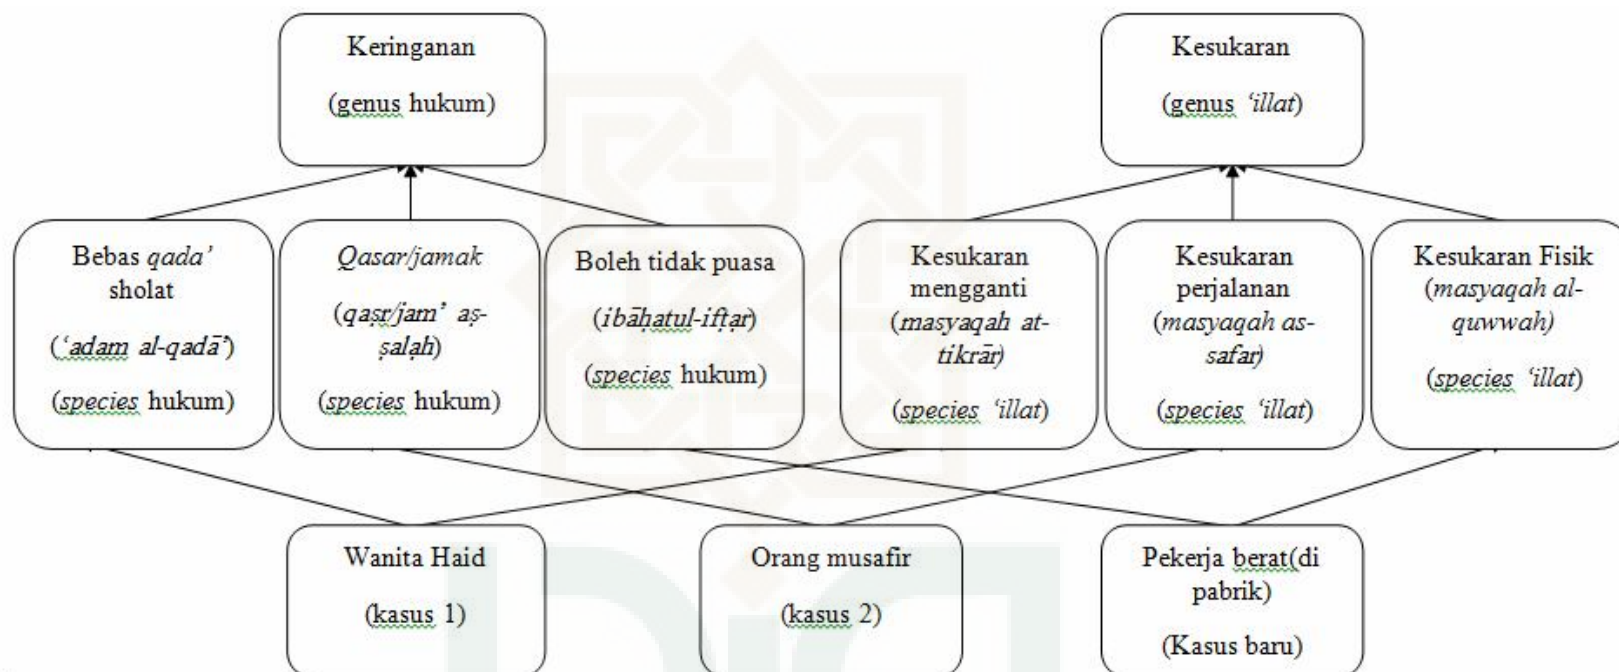 Keringanan
(genus hukum)
Kesukaran
(genus ‘illat)
Bebas qada’
sholat
(‘adam al-qadā’)
(species hukum)
Qasar/jamak
(qaṣr/jam’ aṣ-
ṣalạh)
(species hukum)
Boleh tidak puasa
(ibāḥatul-ifṭạr)
(species hukum)
Kesukaran
mengganti
(masyaqah at-
tikrār)
(species ‘illat)
Kesukaran
perjalanan
(masyaqah as-
safar)
(species ‘illat)
Kesukaran Fisik
(masyaqah al-
quwwah)
(species ‘illat)
Wanita Haid
(kasus 1)
Orang musafir
(kasus 2)
Pekerja berat(di
pabrik)
(Kasus baru)